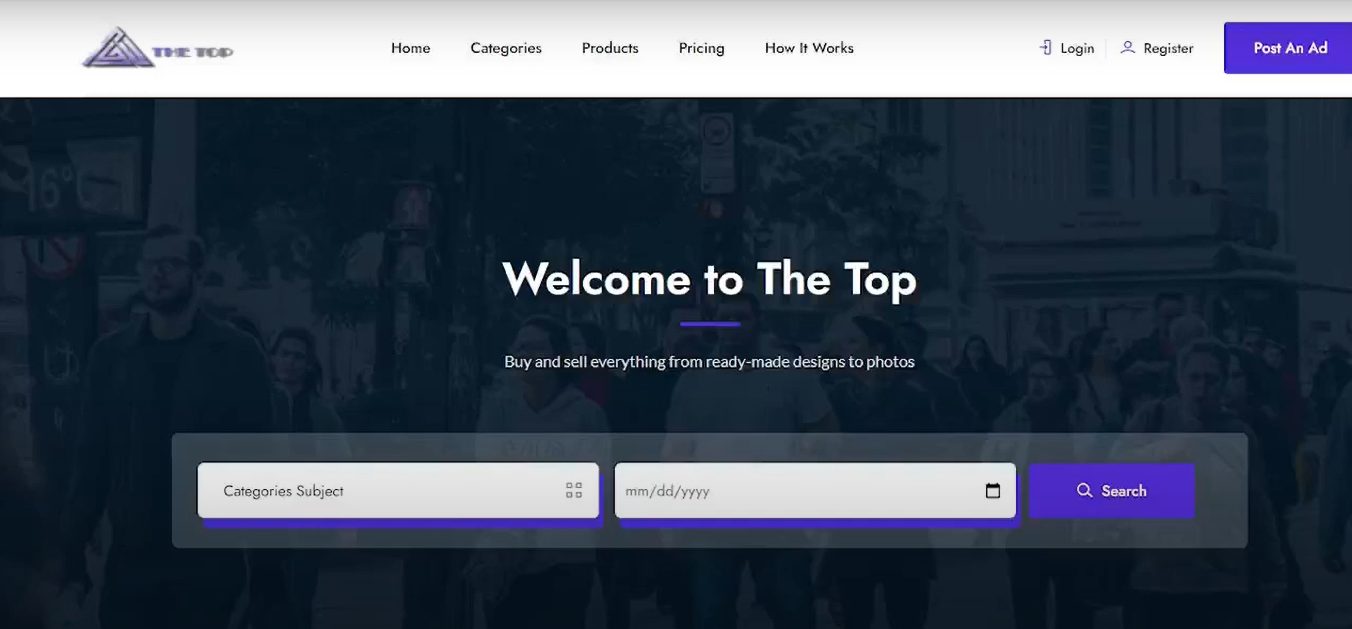 THE TOP
Home
Categories
Products
Pricing
How It Works
Login
Register
Post An Ad
16°C
Welcome to The Top
Buy and sell everything from ready-made designs to photos
Categories Subject
mm/dd/yyyy
Search